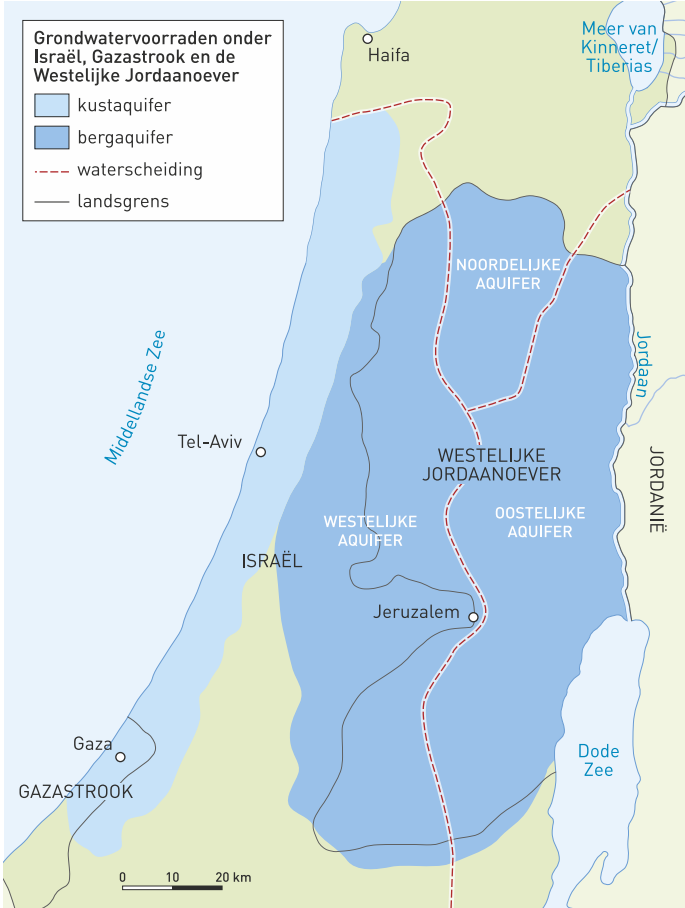 Grondwatervoorraden onder
Israël, Gazastrook en de
Westelijke Jordaanoever
kustaquifer
bergaquifer
waterscheiding
landsgrens
Haifa
Meer van
Kinneret/
Tiberias
NOORDELIJKE
AQUIFER
Middellandse Zee
Jordaan
Tel-Aviv
WESTELIJKE
JORDAANOEVER
JORDANIË
WESTELIJKE
AQUIFER
OOSTELIJKE
AQUIFER
ISRAËL
Jeruzalem
Gaza
GAZASTROOK
Dode
Zee
0 10 20 km